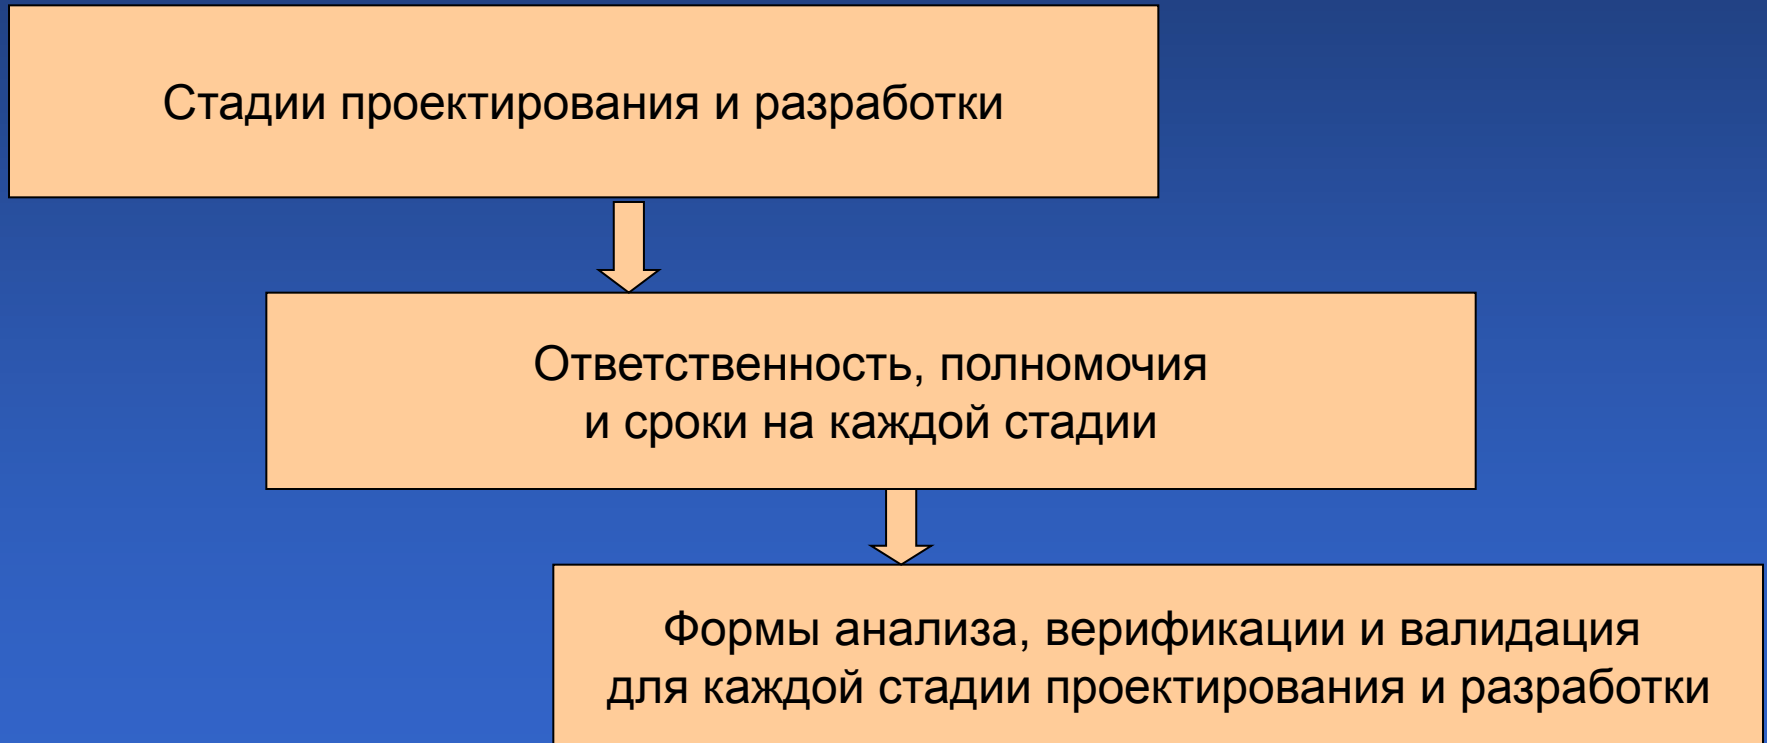 Стадии проектирования и разработки
Ответственность, полномочия
и сроки на каждой стадии
Формы анализа, верификации и валидация
для каждой стадии проектирования и разработки